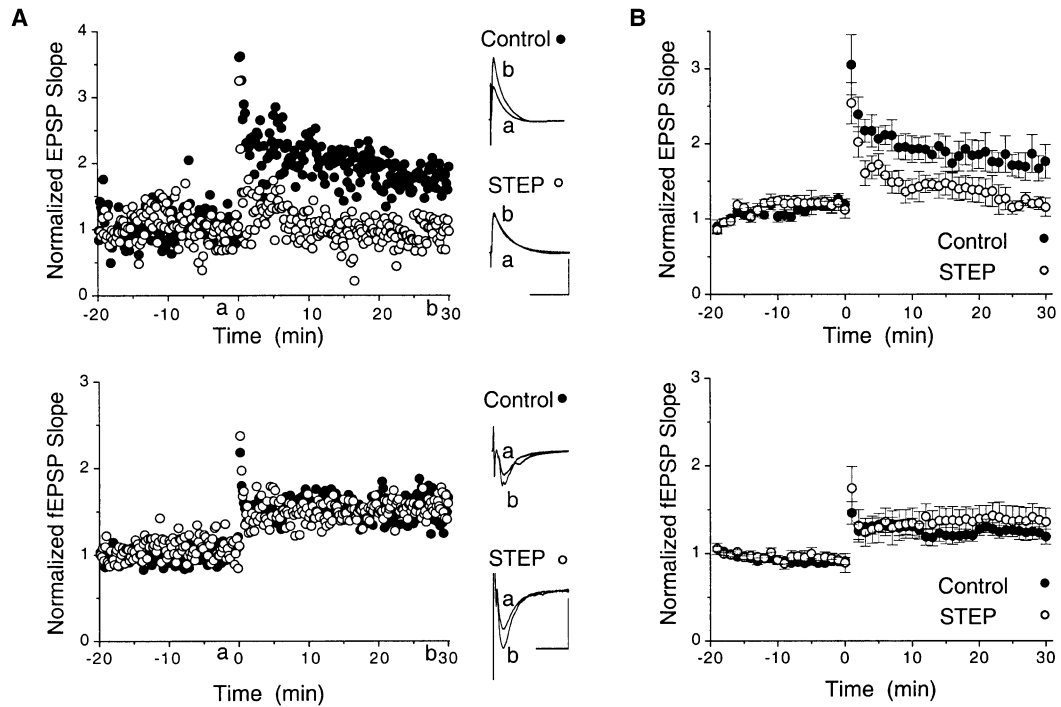 A
Normalized EPSP Slope
4
3
2
1
0
-20 -10 a 0 10 20 b 30
Time (min)
Control
b
a
STEP
b
a
B
Normalized EPSP Slope
3
2
1
0
Control
STEP
-20 -10 0 10 20 30
Time (min)
Normalized fEPSP Slope
3
2
1
0
-20 -10 a 0 10 20 b 30
Time (min)
Control
a
b
STEP
a
b
Normalized fEPSP Slope
3
2
1
0
Control
STEP
-20 -10 0 10 20 30
Time (min)